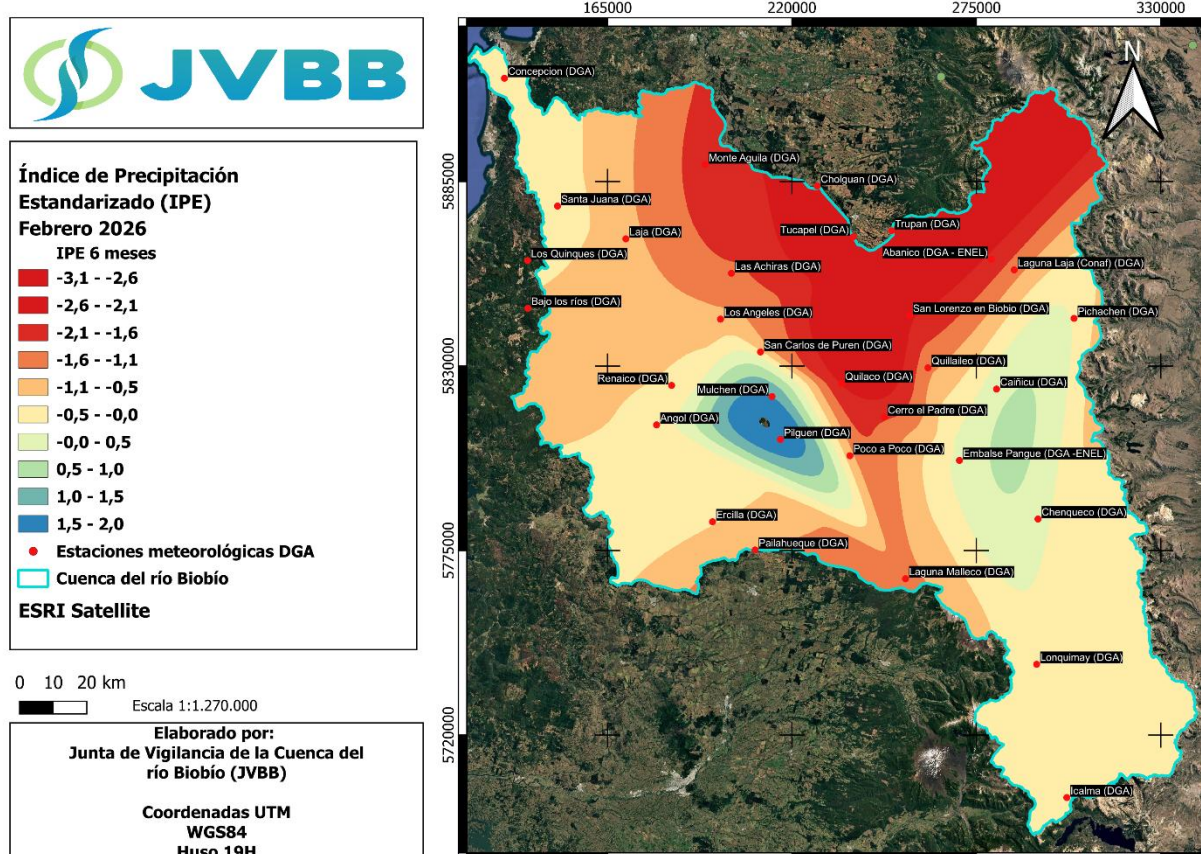 JVBB
Índice de Precipitación
Estandarizado (IPE)
Febrero 2026
IPE 6 meses
-3,1 - -2,6
-2,6 - -2,1
-2,1 - -1,6
-1,6 - -1,1
-1,1 - -0,5
-0,5 - -0,0
-0,0 - 0,5
0,5 - 1,0
1,0 - 1,5
1,5 - 2,0
Estaciones meteorológicas DGA
Cuenca del río Biobío
ESRI Satellite
0 10 20 km
Escala 1:1.270.000
Elaborado por:
Junta de Vigilancia de la Cuenca del
río Biobío (JVBB)
Coordenadas UTM
WGS84
Huso 19H
165000 220000 275000 330000
5885000
5830000
5775000
5720000
N
Concepcion (DGA)
Monte Aguila (DGA)
Cholguan (DGA)
Santa Juana (DGA)
Trupan (DGA)
Tucapel (DGA)
Laja (DGA)
Abanico (DGA - ENEL)
Los Quinques (DGA)
Las Achiras (DGA)
Laguna Laja (Conaf) (DGA)
Bajo los ríos (DGA)
Los Angeles (DGA)
San Lorenzo en Biobio (DGA)
Pichachen (DGA)
San Carlos de Puren (DGA)
Quillaileo (DGA)
Renaico (DGA)
Quilaco (DGA)
Mulchen (DGA)
Caiñicu (DGA)
Cerro el Padre (DGA)
Angol (DGA)
Pilguen (DGA)
Poco a Poco (DGA)
Embalse Pangue (DGA -ENEL)
Ercilla (DGA)
Chenqueco (DGA)
Pailahueque (DGA)
Laguna Malleco (DGA)
Lonquimay (DGA)
Icalma (DGA)